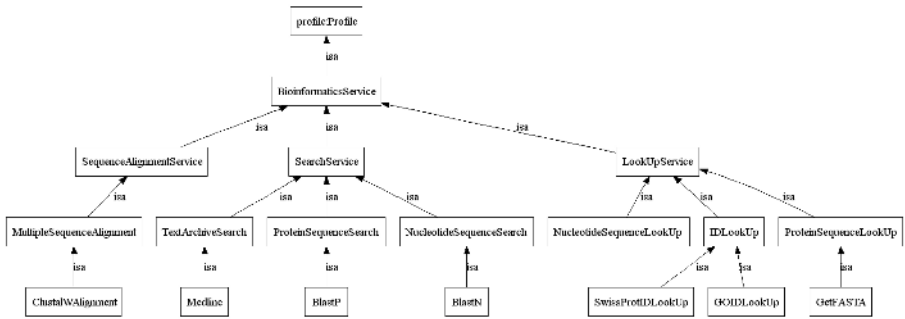 profile:Profile
isa
BioinformaticsService
isa
isa
isa
SequenceAlignmentService
SearchService
LookUpService
isa
isa
isa
isa
isa
isa
isa
MultipleSequenceAlignment
TextArchiveSearch
ProteinSequenceSearch
NucleotideSequenceSearch
NucleotideSequenceLookUp
IDLookUp
ProteinSequenceLookUp
isa
isa
isa
isa
isa
isa
isa
ClustalWAlignment
Medline
BlastP
BlastN
SwissProtIDLookUp
GOIDLookUp
GetFASTA